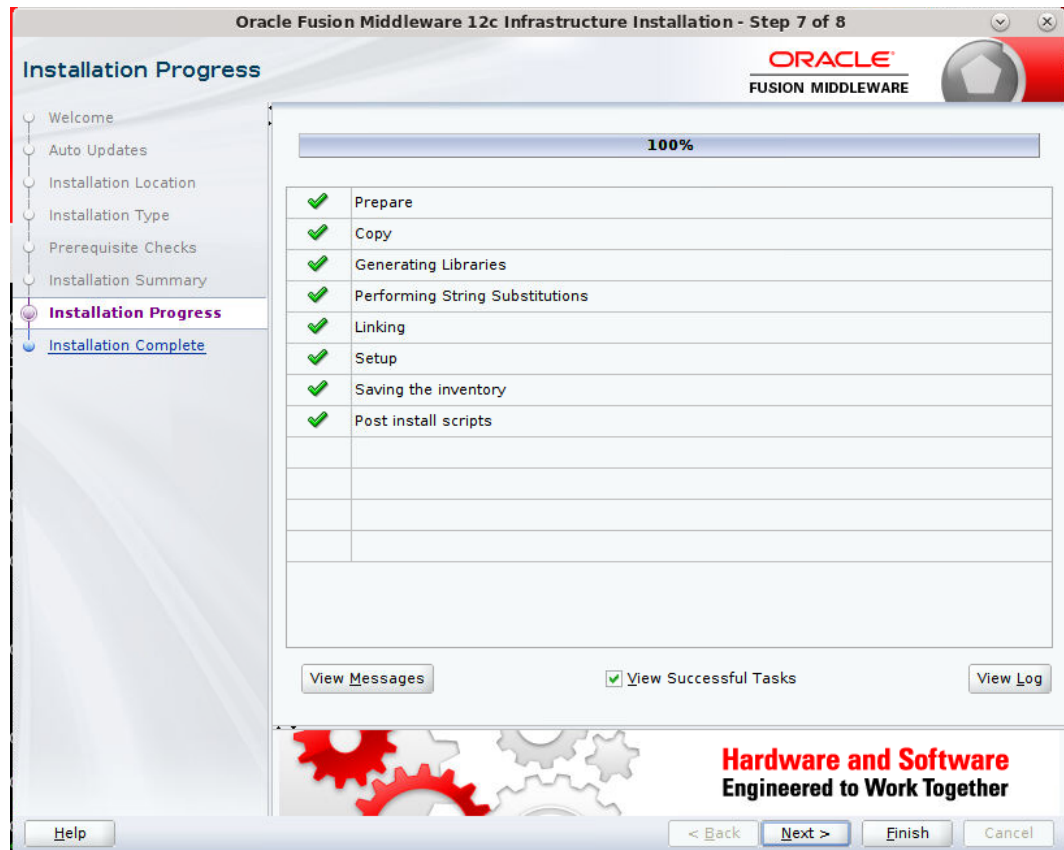 Oracle Fusion Middleware 12c Infrastructure Installation - Step 7 of 8
Installation Progress
ORACLE
FUSION MIDDLEWARE
Welcome
Auto Updates
Installation Location
Installation Type
Prerequisite Checks
Installation Summary
Installation Progress
Installation Complete
100%
Prepare
Copy
Generating Libraries
Performing String Substitutions
Linking
Setup
Saving the inventory
Post install scripts
View Messages
View Successful Tasks
View Log
Hardware and Software
Engineered to Work Together
Help
< Back
Next >
Finish
Cancel